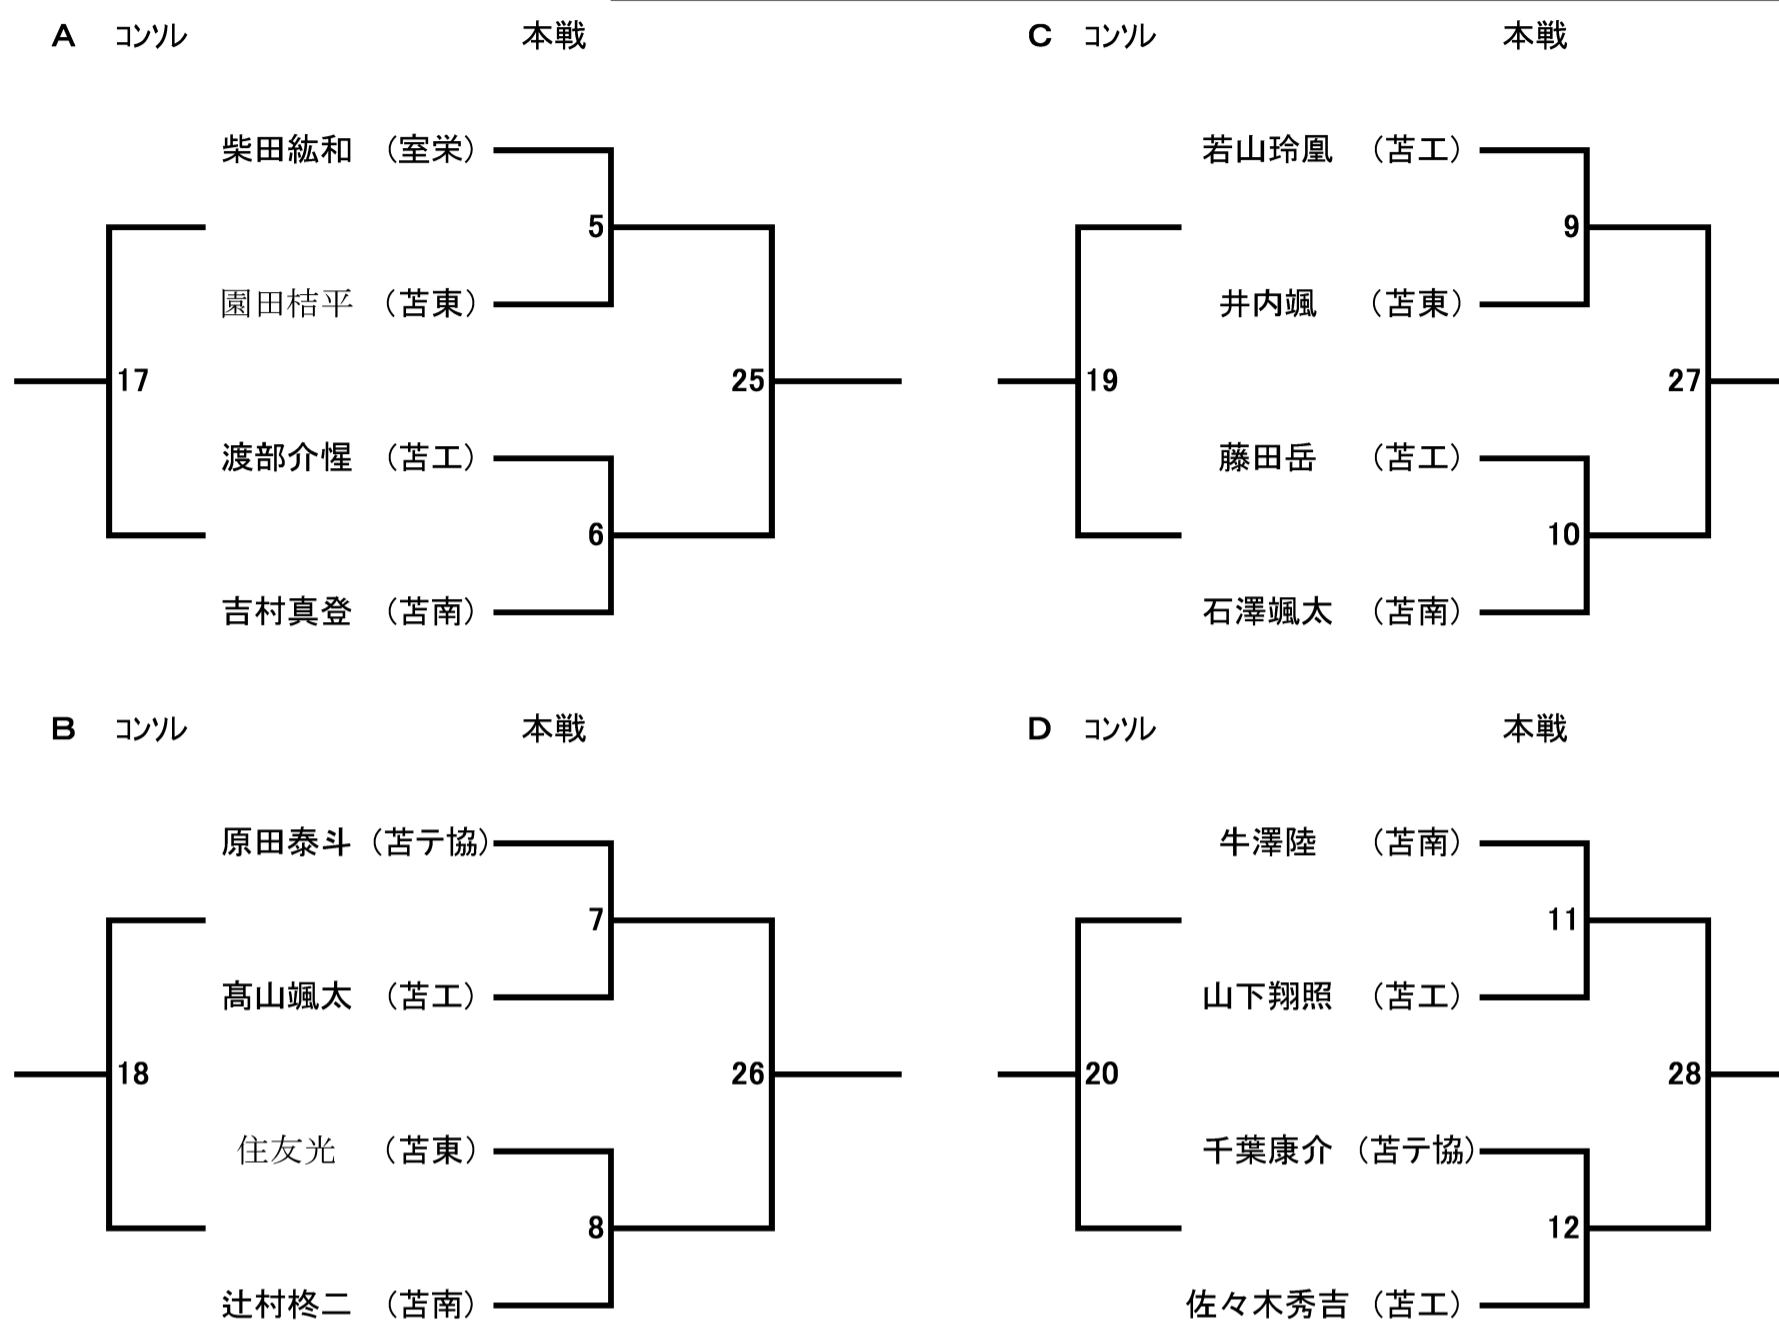 A ｺﾝｿﾙ 本戦
柴田紘和 （室栄）
5
園田桔平 （苫東）
17 25
渡部介惺 （苫工）
6
吉村真登 （苫南）
B ｺﾝｿﾙ 本戦
原田泰斗 （苫テ協）
7
髙山颯太 （苫工）
18 26
住友光 （苫東）
8
辻村柊二 （苫南）
C ｺﾝｿﾙ 本戦
若山玲凰 （苫工）
9
井内颯 （苫東）
19 27
藤田岳 （苫工）
10
石澤颯太 （苫南）
D ｺﾝｿﾙ 本戦
牛澤陸 （苫南）
11
山下翔照 （苫工）
20 28
千葉康介 （苫テ協）
12
佐々木秀吉 （苫工）